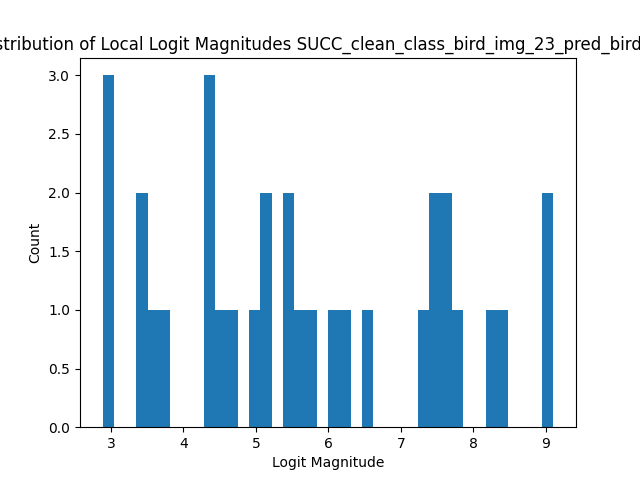 stribution of Local Logit Magnitudes SUCC_clean_class_bird_img_23_pred_bird
3.0
2.5
2.0
1.5
1.0
0.5
0.0
Count
3 4 5 6 7 8 9
Logit Magnitude